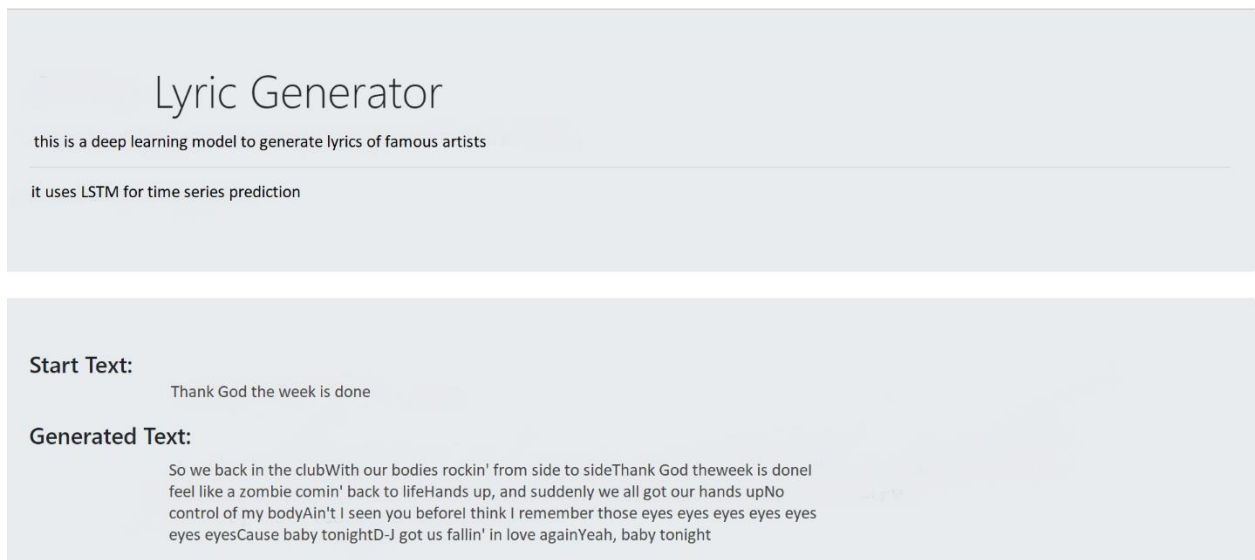 Lyric Generator
this is a deep learning model to generate lyrics of famous artists
it uses LSTM for time series prediction
Start Text:
Thank God the week is done
Generated Text:
So we back in the clubWith our bodies rockin' from side to sideThank God theweek is doneI
feel like a zombie comin' back to lifeHands up, and suddenly we all got our hands upNo
control of my bodyAin't I seen you beforeI think I remember those eyes eyes eyes eyes eyes
eyes eyesCause baby tonightD-J got us fallin' in love againYeah, baby tonight